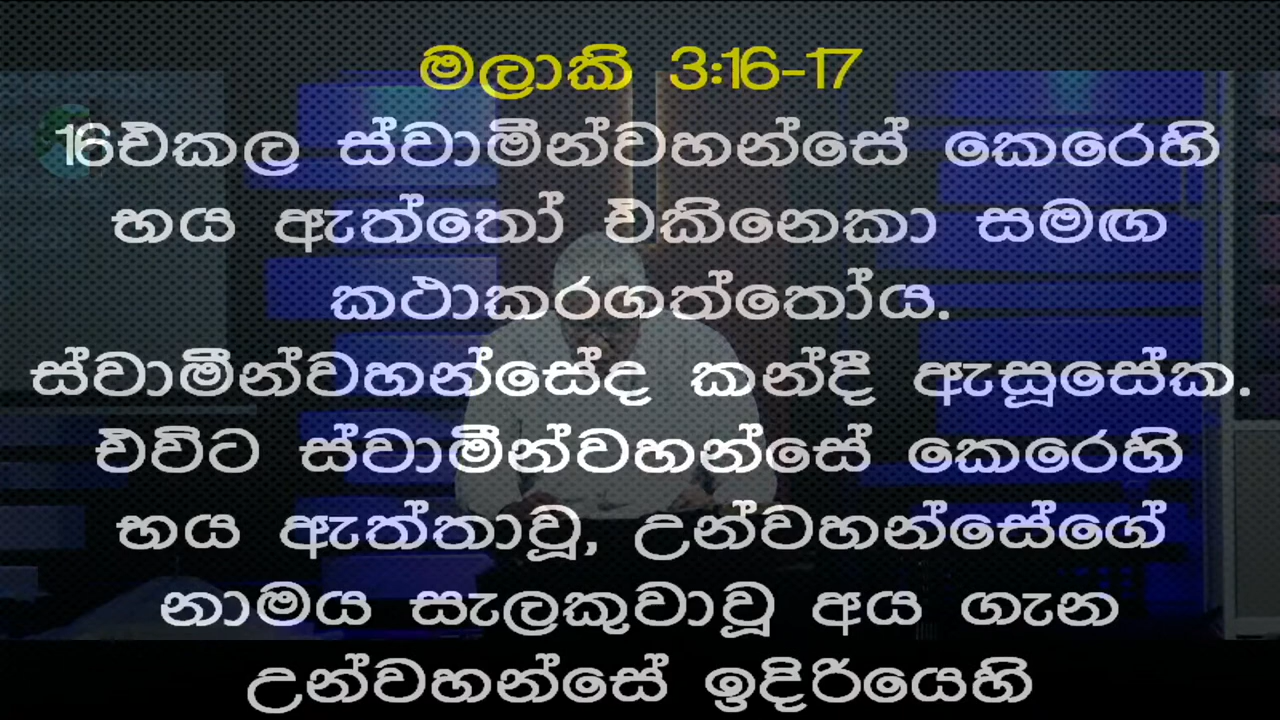 මලාකි 3:16-17
16එකල ස්වාමීන්වහන්සේ කෙරෙහි
භය ඇත්තෝ එකිනෙකා සමඟ
කථාකරගත්තෝය.
ස්වාමීන්වහන්සේද කන්දී ඇසූසේක.
එවිට ස්වාමීන්වහන්සේ කෙරෙහි
භය ඇත්තාවූ, උන්වහන්සේගේ
නාමය සැලකුවාවූ අය ගැන
උන්වහන්සේ ඉදිරියෙහි